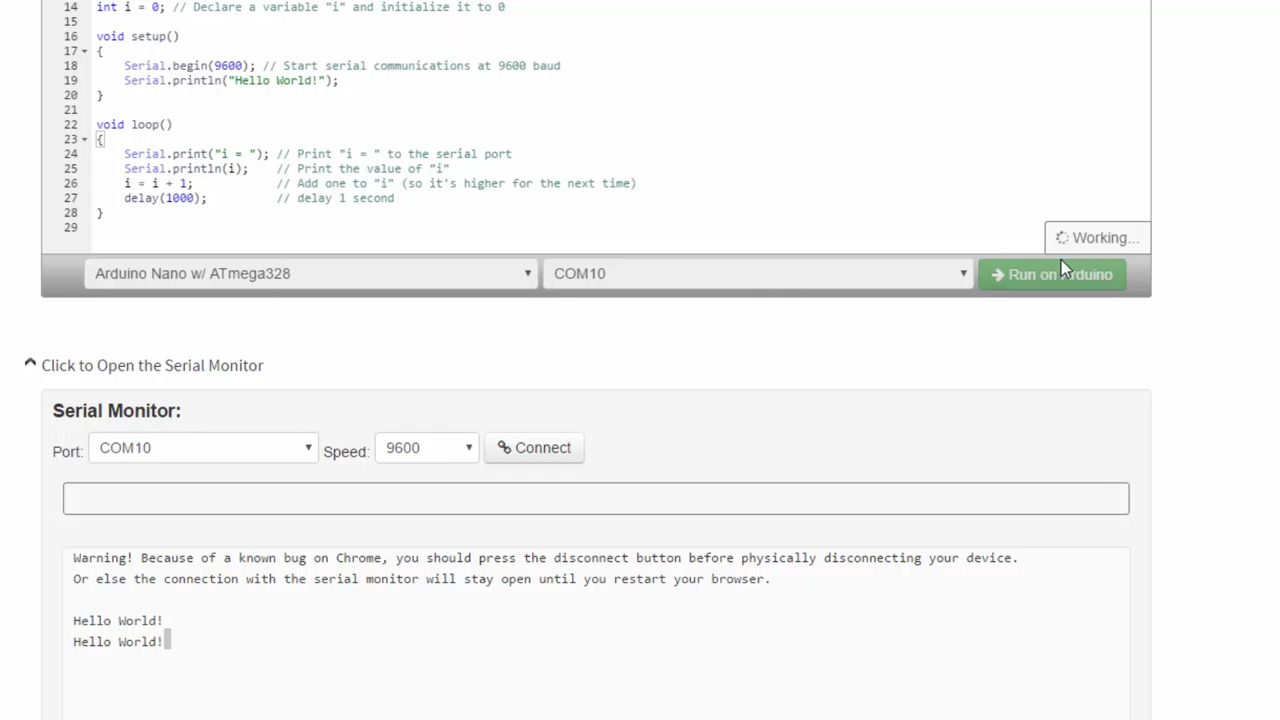 14 int i = 0; // Declare a variable "i" and initialize it to 0
15
16 void setup()
17 {
18 Serial.begin(9600); // Start serial communications at 9600 baud
19 Serial.println("Hello World!");
20 }
21
22 void loop()
23 {
24 Serial.print("i = "); // Print "i = " to the serial port
25 Serial.println(i); // Print the value of "i"
26 i = i + 1; // Add one to "i" (so it's higher for the next time)
27 delay(1000); // delay 1 second
28 }
29
Working...
Arduino Nano w/ ATmega328 COM10 Run on Arduino
Click to Open the Serial Monitor
Serial Monitor:
Port: COM10 Speed: 9600 Connect
Warning! Because of a known bug on Chrome, you should press the disconnect button before physically disconnecting your device.
Or else the connection with the serial monitor will stay open until you restart your browser.
Hello World!
Hello World!